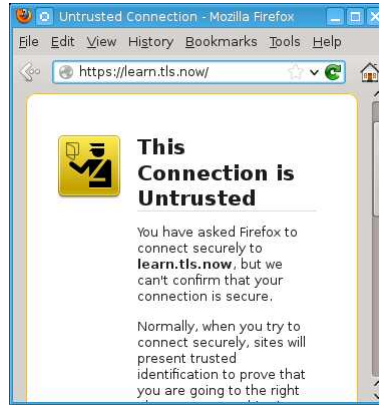 Untrusted Connection - Mozilla Firefox
File Edit View History Bookmarks Tools Help
https://learn.tls.now/
This
Connection is
Untrusted
You have asked Firefox to
connect securely to
learn.tls.now, but we
can't confirm that your
connection is secure.
Normally, when you try to
connect securely, sites will
present trusted
identification to prove that
you are going to the right